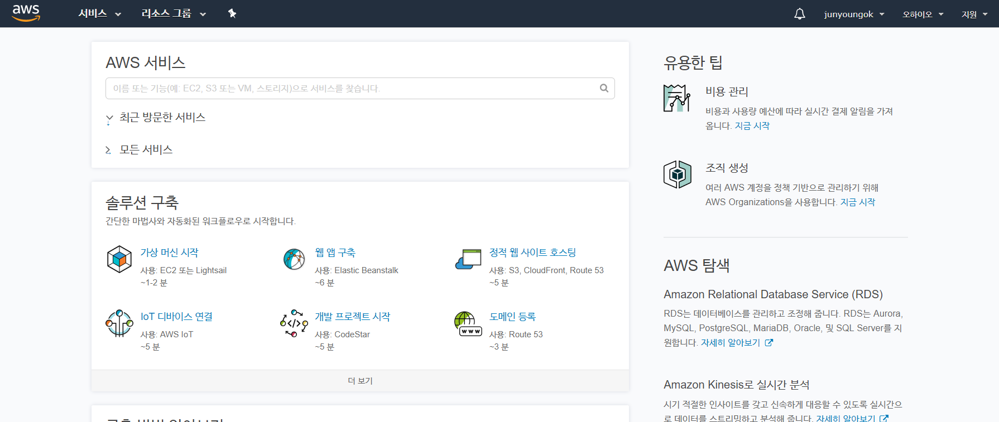 aws
서비스
리소스 그룹
junyoungok
오하이오
지원
AWS 서비스
이름 또는 기능(예: EC2, S3 또는 VM, 스토리지)으로 서비스를 찾습니다.
최근 방문한 서비스
모든 서비스
솔루션 구축
간단한 마법사와 자동화된 워크플로우로 시작합니다.
가상 머신 시작
사용: EC2 또는 Lightsail
~1-2 분
웹 앱 구축
사용: Elastic Beanstalk
~6 분
정적 웹 사이트 호스팅
사용: S3, CloudFront, Route 53
~5 분
IoT 디바이스 연결
사용: AWS IoT
~5 분
개발 프로젝트 시작
사용: CodeStar
~5 분
도메인 등록
사용: Route 53
~3 분
더 보기
유용한 팁
비용 관리
비용과 사용량 예산에 따라 실시간 결제 알림을 가져
옵니다. 지금 시작
조직 생성
여러 AWS 계정을 정책 기반으로 관리하기 위해
AWS Organizations을 사용합니다. 지금 시작
AWS 탐색
Amazon Relational Database Service (RDS)
RDS는 데이터베이스를 관리하고 조정해 줍니다. RDS는 Aurora,
MySQL, PostgreSQL, MariaDB, Oracle, 및 SQL Server를 지
원합니다. 자세히 알아보기
Amazon Kinesis로 실시간 분석
시기 적절한 인사이트를 갖고 신속하게 대응할 수 있도록 실시간으
로 데이터를 스트리밍하고 분석해 줍니다. 자세히 알아보기